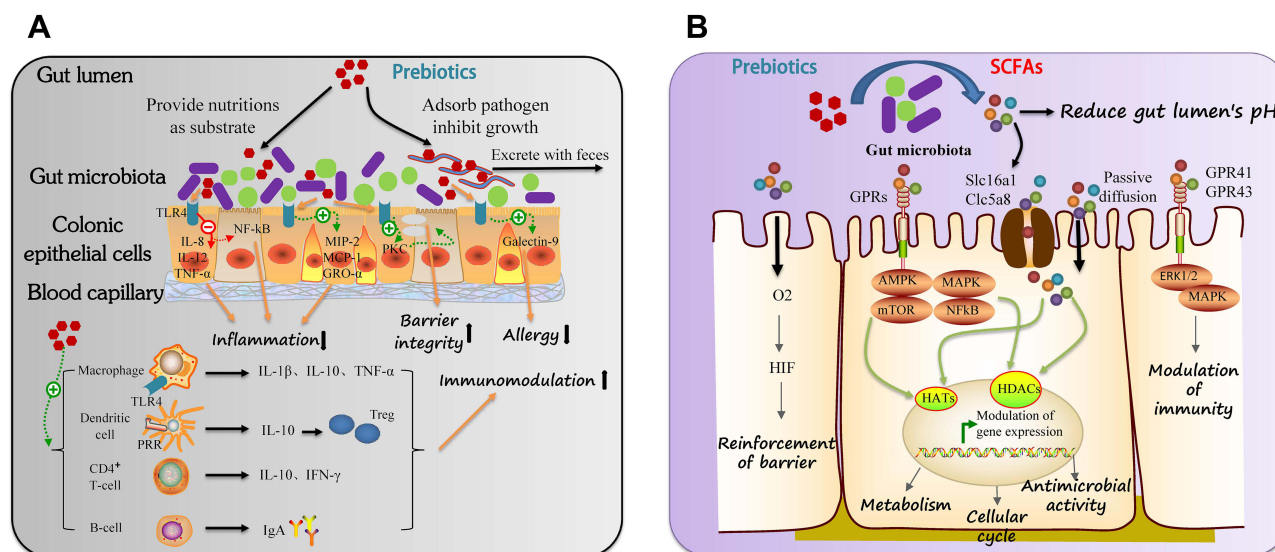 A
Gut lumen
Prebiotics
Provide nutritions
as substrate
Adsorb pathogen
inhibit growth
Excrete with feces
Gut microbiota
TLR4
Colonic
epithelial cells
IL-8
IL-12
TNF-α
NF-kB
MIP-2
MCP-1
GRO-α
PKC
Galectin-9
Blood capillary
Inflammation
Barrier
integrity
Allergy
Immunomodulation
Macrophage
TLR4
IL-1β、IL-10、TNF-α
Dendritic
cell
PRR
IL-10
Treg
CD4+
T-cell
IL-10、IFN-γ
B-cell
IgA
B
Prebiotics
SCFAs
Reduce gut lumen's pH
Gut microbiota
GPRs
Slc16a1
Clc5a8
Passive
diffusion
GPR41
GPR43
O2
HIF
Reinforcement
of barrier
AMPK
MAPK
mTOR
NFkB
ERK1/2
MAPK
Modulation
of
immunity
HATs
HDACs
Modulation of
gene expression
Metabolism
Cellular
cycle
Antimicrobial
activity